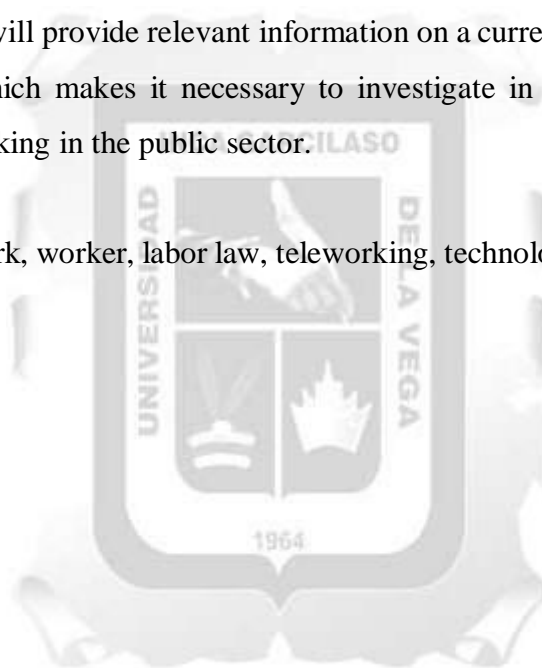 will provide relevant information on a curre
hich makes it necessary to investigate in
king in the public sector.
GARCILASO
rk, worker, labor law, teleworking, technolo
UNIVERSIDAD
DE LA VEGA
1964